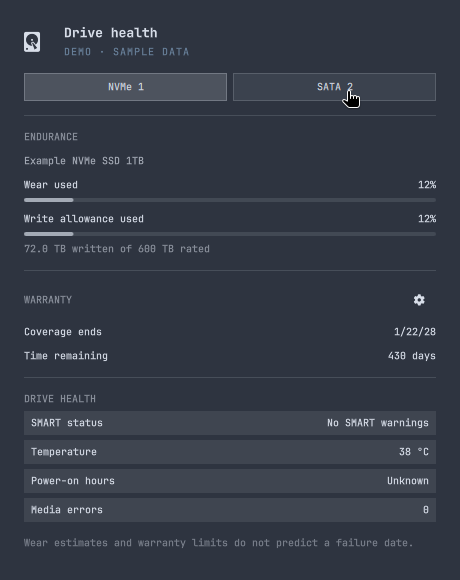 Drive health
DEMO · SAMPLE DATA
NVMe 1
SATA 2
ENDURANCE
Example NVMe SSD 1TB
Wear used 12%
Write allowance used 12%
72.0 TB written of 600 TB rated
WARRANTY
Coverage ends 1/22/28
Time remaining 430 days
DRIVE HEALTH
SMART status No SMART warnings
Temperature 38 °C
Power-on hours Unknown
Media errors 0
Wear estimates and warranty limits do not predict a failure date.